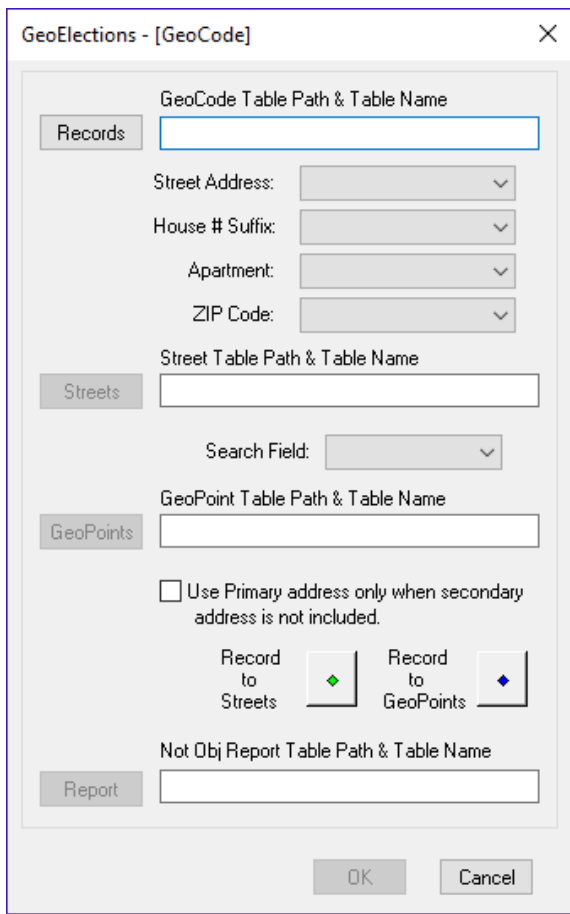 GeoElections - [GeoCode]
GeoCode Table Path & Table Name
Records
Street Address:
House # Suffix:
Apartment:
ZIP Code:
Street Table Path & Table Name
Streets
Search Field:
GeoPoint Table Path & Table Name
GeoPoints
Use Primary address only when secondary
address is not included.
Record
to
Streets
Record
to
GeoPoints
Not Obj Report Table Path & Table Name
Report
OK
Cancel